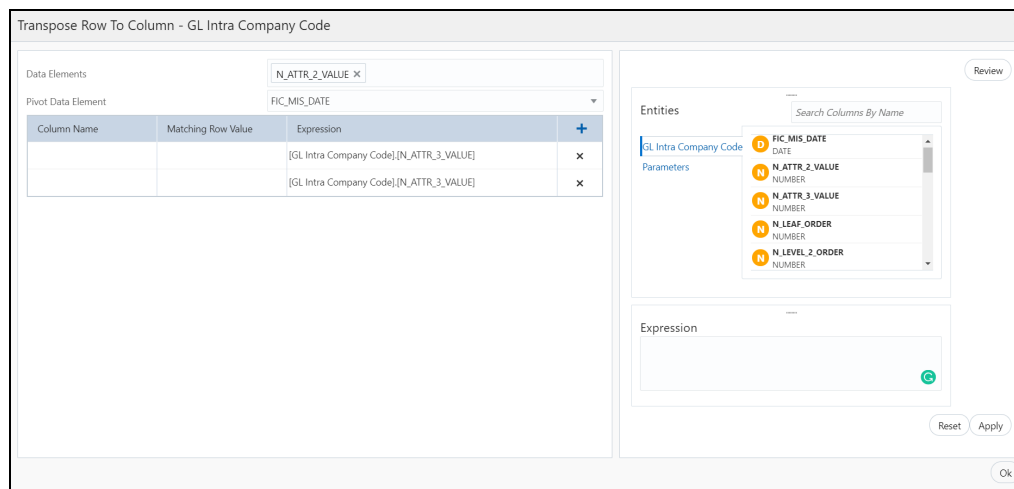 Transpose Row To Column - GL Intra Company Code
Data Elements
N_ATTR_2_VALUE ×
Pivot Data Element
FIC_MIS_DATE
Column Name Matching Row Value Expression +
[GL Intra Company Code].[N_ATTR_3_VALUE] ×
[GL Intra Company Code].[N_ATTR_3_VALUE] ×
Review
Entities
Search Columns By Name
GL Intra Company Code
Parameters
D FIC_MIS_DATE
DATE
N N_ATTR_2_VALUE
NUMBER
N N_ATTR_3_VALUE
NUMBER
N N_LEAF_ORDER
NUMBER
N N_LEVEL_2_ORDER
NUMBER
Expression
G
Reset Apply
Ok